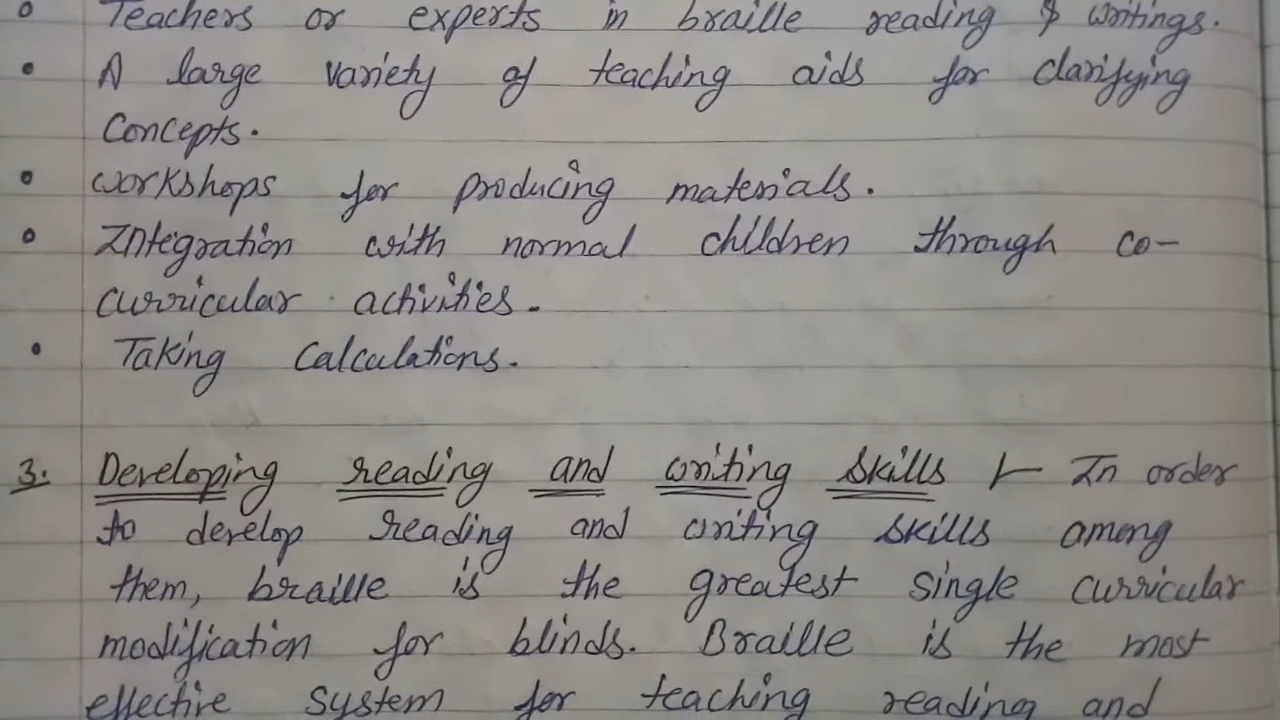 • Teachers or experts in braille reading & writings.
• A large variety of teaching aids for clarifying
concepts.
• workshops for producing materials.
• Integration with normal children through co-
curricular activities.
• Taking Calculations.
3. Developing reading and writing skills :- In order
to develop reading and writing skills among
them, braille is the greatest single curricular
modification for blinds. Braille is the most
effective system for teaching reading and